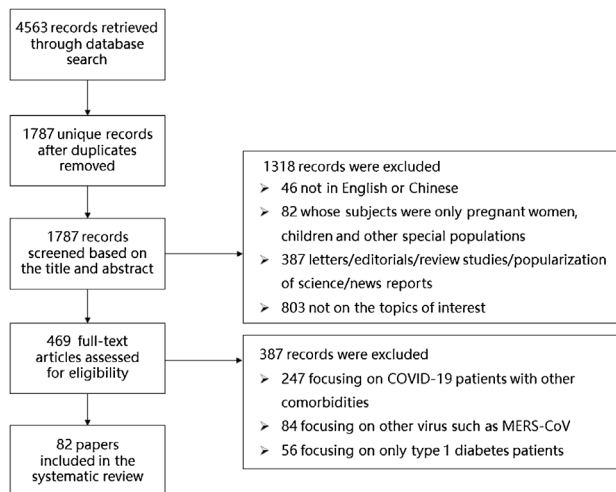 4563 records retrieved
through database
search
1787 unique records
after duplicates
removed
1787 records
screened based on
the title and abstract
469 full-text
articles assessed
for eligibility
82 papers
included in the
systematic review
1318 records were excluded
➢ 46 not in English or Chinese
➢ 82 whose subjects were only pregnant women,
children and other special populations
➢ 387 letters/editorials/review studies/popularization
of science/news reports
➢ 803 not on the topics of interest
387 records were excluded
➢ 247 focusing on COVID-19 patients with other
comorbidities
➢ 84 focusing on other virus such as MERS-CoV
➢ 56 focusing on only type 1 diabetes patients